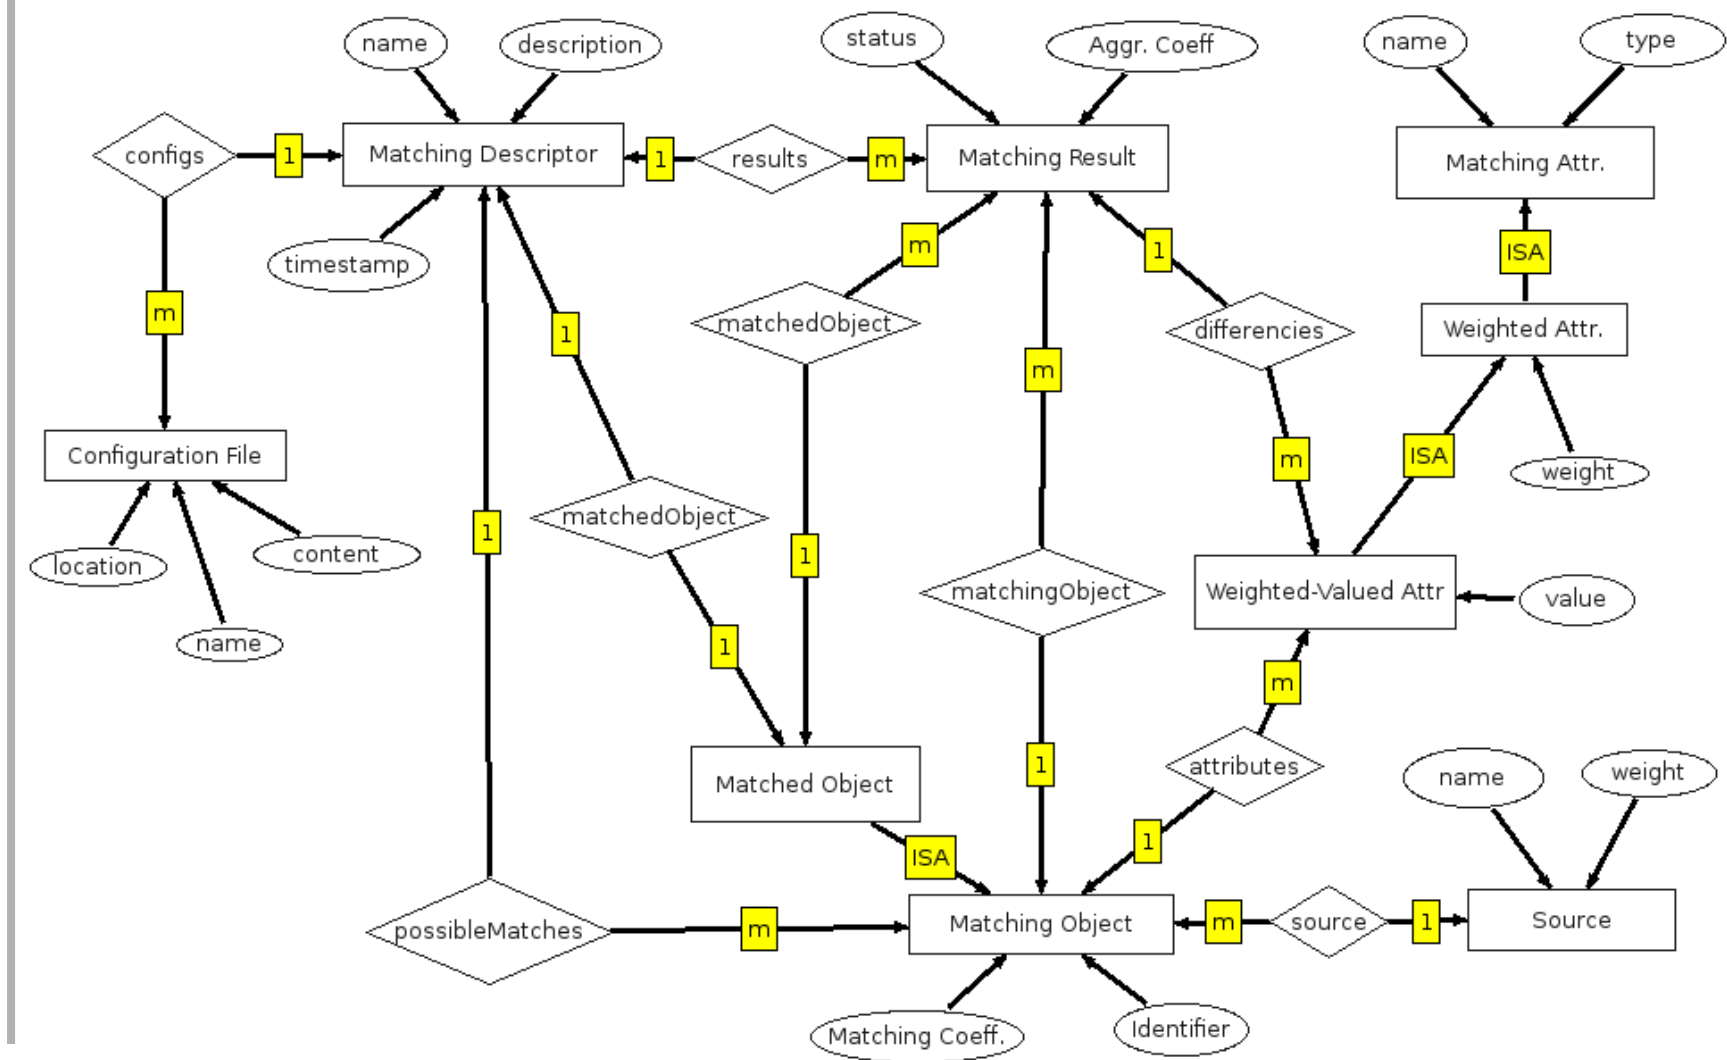 name
description
status
Aggr. Coeff
name
type
configs
1
Matching Descriptor
1
results
m
Matching Result
Matching Attr.
timestamp
m
1
ISA
m
1
matchedObject
differencies
Weighted Attr.
m
Configuration File
m
ISA
weight
location
content
name
1
matchedObject
1
matchingObject
Weighted-Valued Attr
value
1
m
Matched Object
1
attributes
name
weight
ISA
1
possibleMatches
m
Matching Object
m
source
1
Source
Matching Coeff.
Identifier